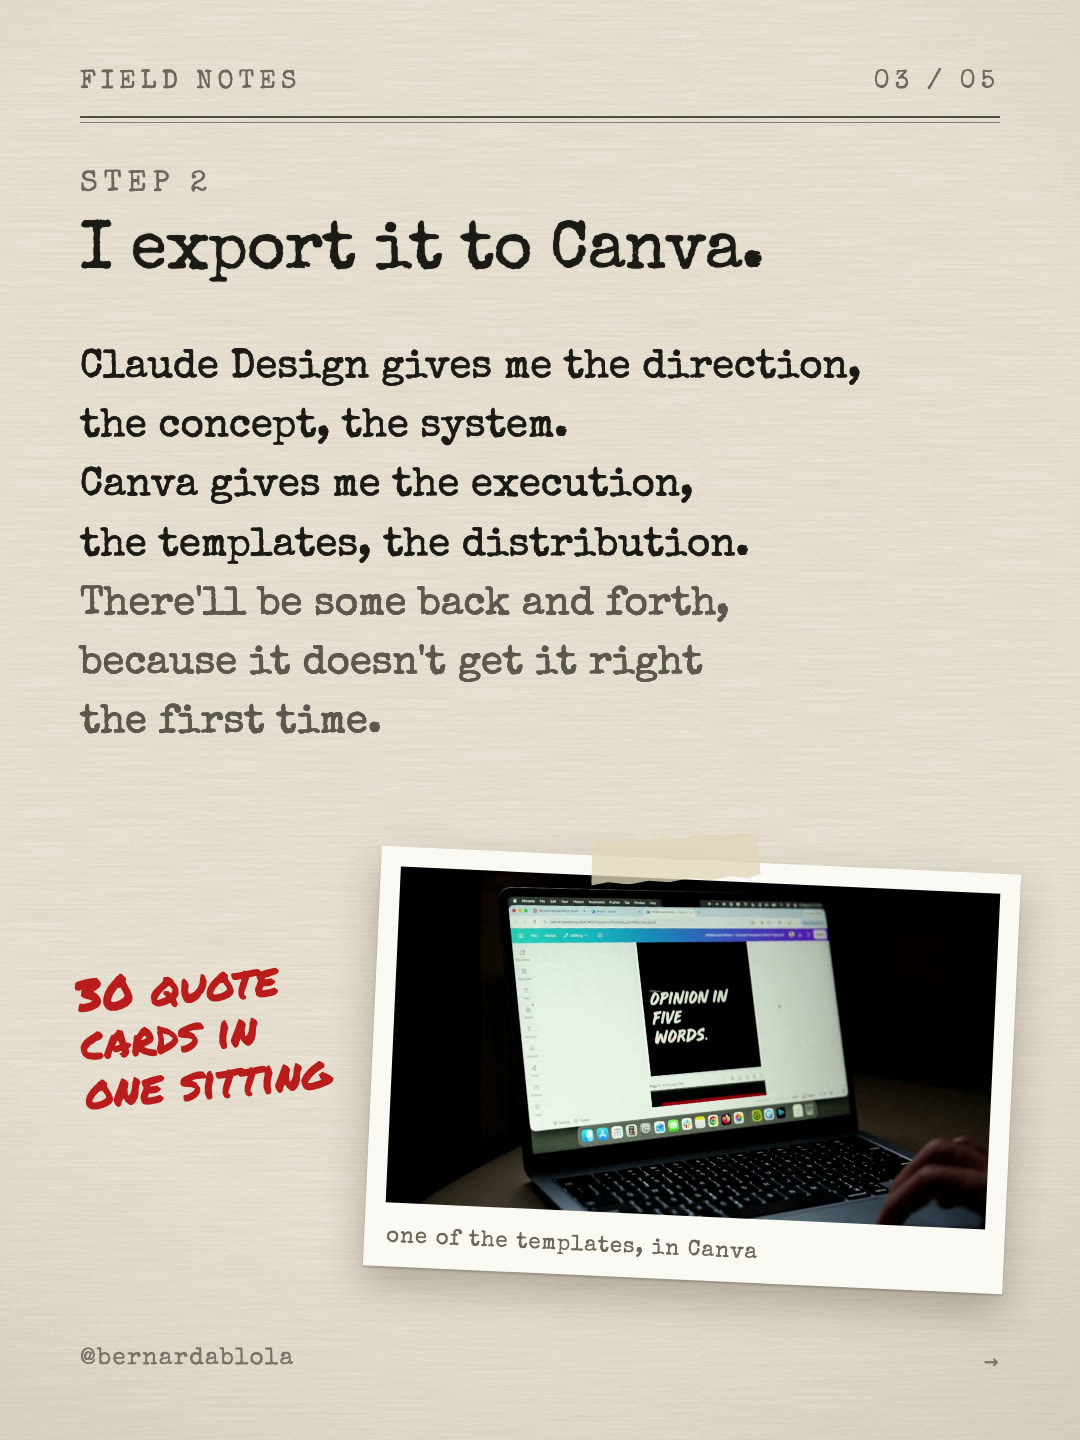 FIELD NOTES
03 / 05
STEP 2
I export it to Canva.
Claude Design gives me the direction,
the concept, the system.
Canva gives me the execution,
the templates, the distribution.
There'll be some back and forth,
because it doesn't get it right
the first time.
30 QUOTE
CARDS IN
ONE SITTING
OPINION IN
FIVE
WORDS.
one of the templates, in Canva
@bernardablola
→